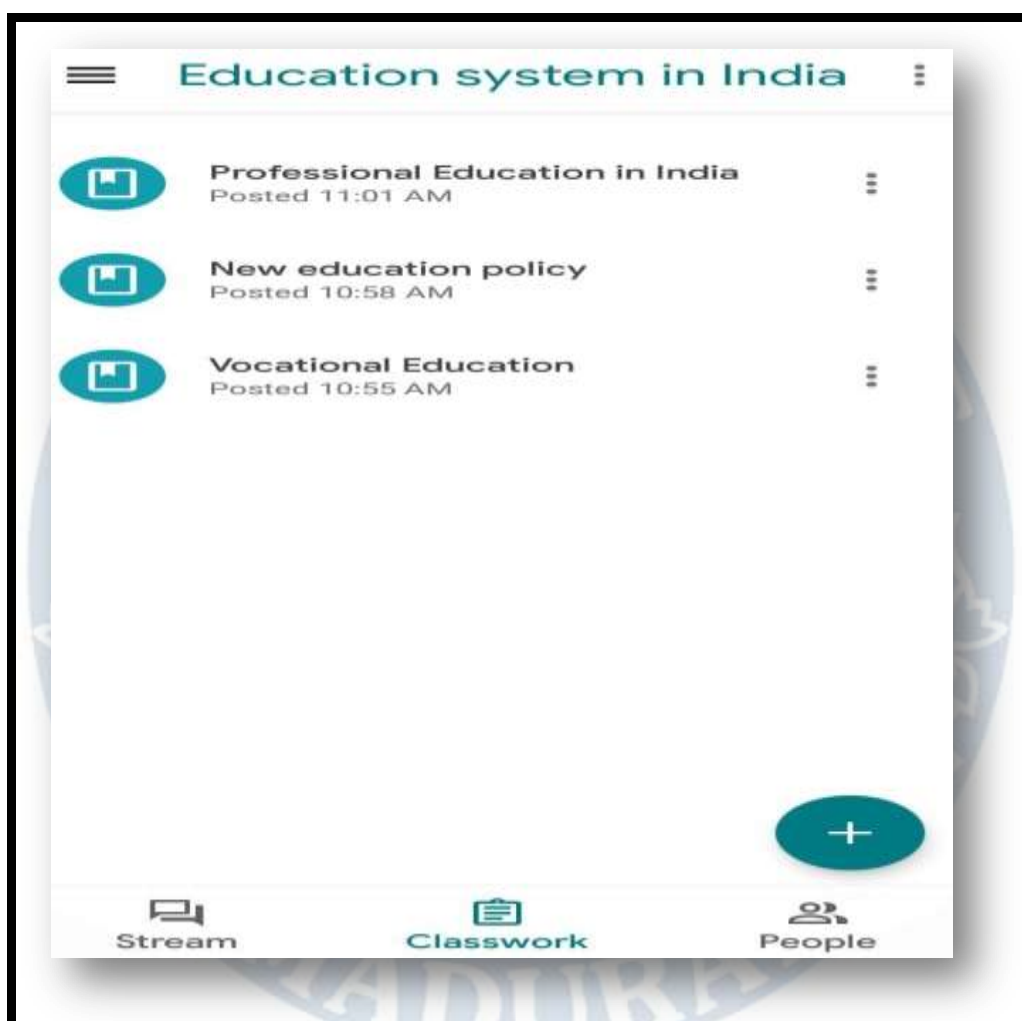 Education system in India
Professional Education in India
Posted 11:01 AM
New education policy
Posted 10:58 AM
Vocational Education
Posted 10:55 AM
Stream
Classwork
People
MADURA